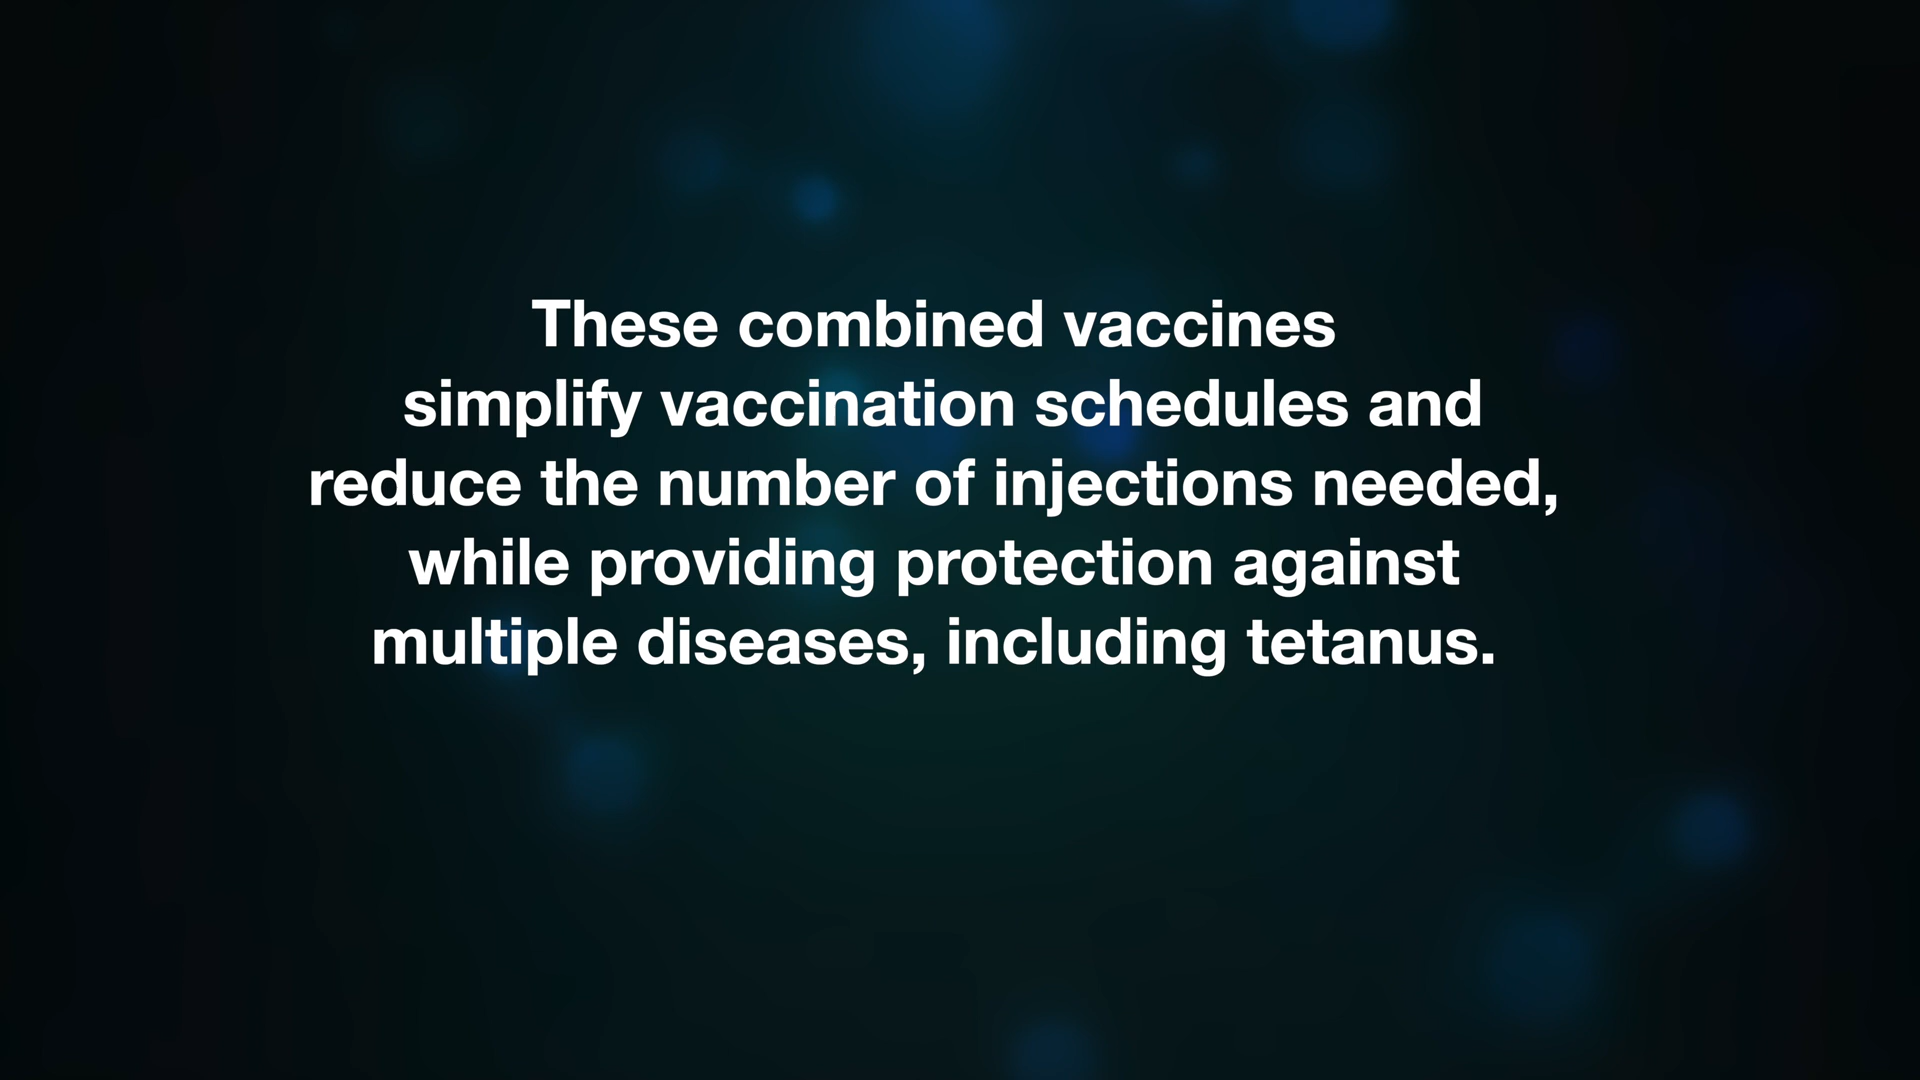 These combined vaccines
simplify vaccination schedules and
reduce the number of injections needed,
while providing protection against
multiple diseases, including tetanus.